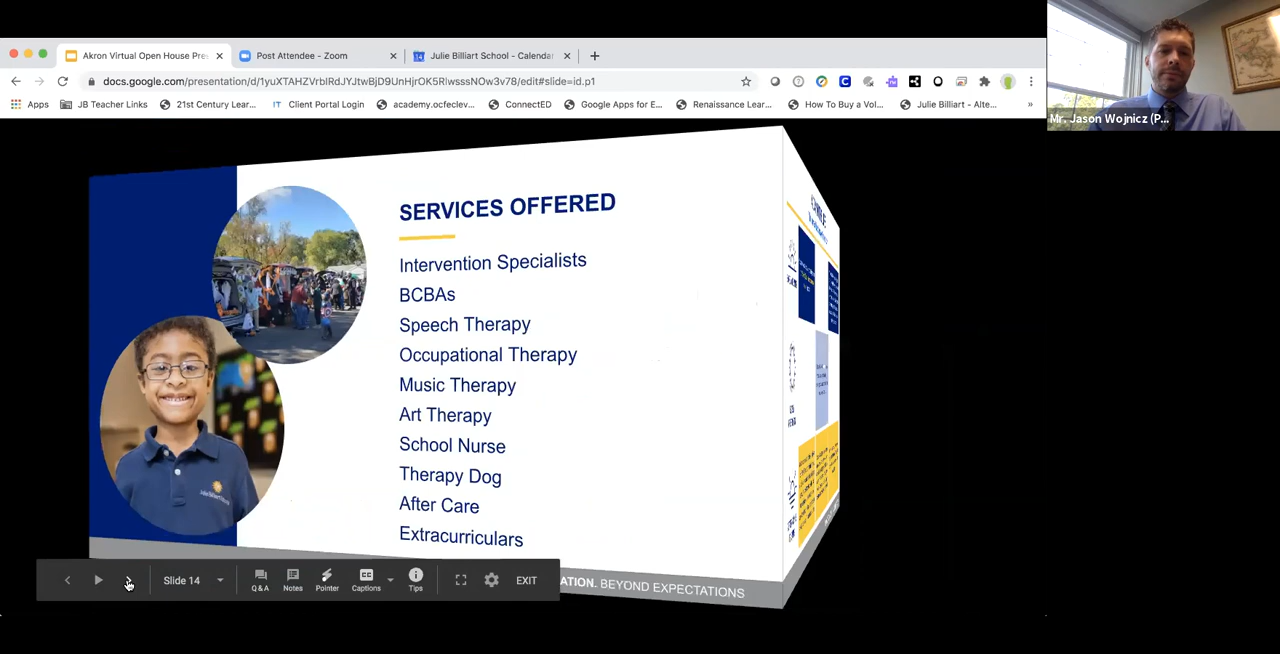 Akron Virtual Open House Pre
Post Attendee - Zoom
Julie Billiart School - Calenda
docs.google.com/presentation/d/1yuXTAHZVrblRdJYJtwBjD9UnHjrOK5RlwssNOw3v78/edit#slide=id.p1
Apps
JB Teacher Links
21st Century Lear...
IT Client Portal Login
academy.ocfeclev...
ConnectED
Google Apps for E...
Renaissance Lear...
How To Buy a Vol...
Julie Billiart - Alte...
»
Mr. Jason Wojnicz (P...
SERVICES OFFERED
Intervention Specialists
BCBAs
Speech Therapy
Occupational Therapy
Music Therapy
Art Therapy
School Nurse
Therapy Dog
After Care
Extracurriculars
ATION. BEYOND EXPECTATIONS
Slide 14
Q&A
Notes
Pointer
Captions
Tips
EXIT